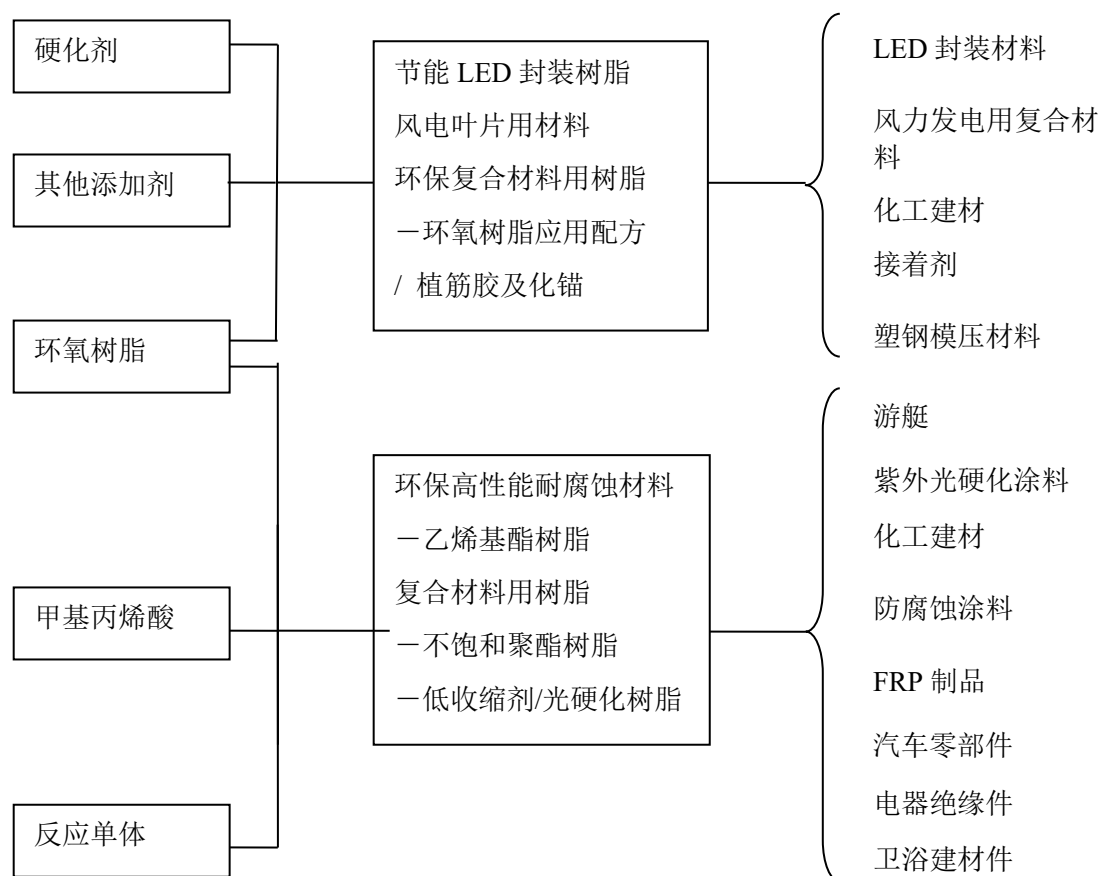 硬化剂
其他添加剂
环氧树脂
甲基丙烯酸
反应单体
节能 LED 封装树脂
风电叶片用材料
环保复合材料用树脂
－环氧树脂应用配方
/ 植筋胶及化锚
环保高性能耐腐蚀材料
－乙烯基酯树脂
复合材料用树脂
－不饱和聚酯树脂
－低收缩剂/光硬化树脂
LED 封装材料
风力发电用复合材
料
化工建材
接着剂
塑钢模压材料
游艇
紫外光硬化涂料
化工建材
防腐蚀涂料
FRP 制品
汽车零部件
电器绝缘件
卫浴建材件